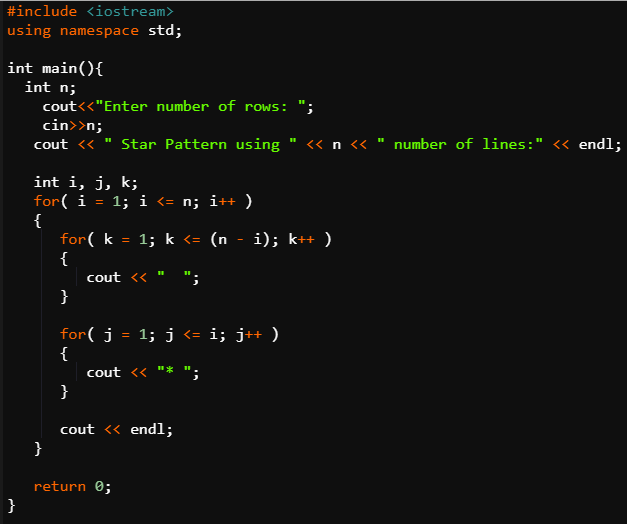 #include <iostream>
using namespace std;

int main(){
  int n;
    cout<<"Enter number of rows: ";
    cin>>n;
   cout << " Star Pattern using " << n << " number of lines:" << endl;

   int i, j, k;
   for( i = 1; i <= n; i++ )
   {
      for( k = 1; k <= (n - i); k++ )
      {
         cout << "  ";
      }

      for( j = 1; j <= i; j++ )
      {
         cout << "* ";
      }

      cout << endl;
   }

   return 0;
}